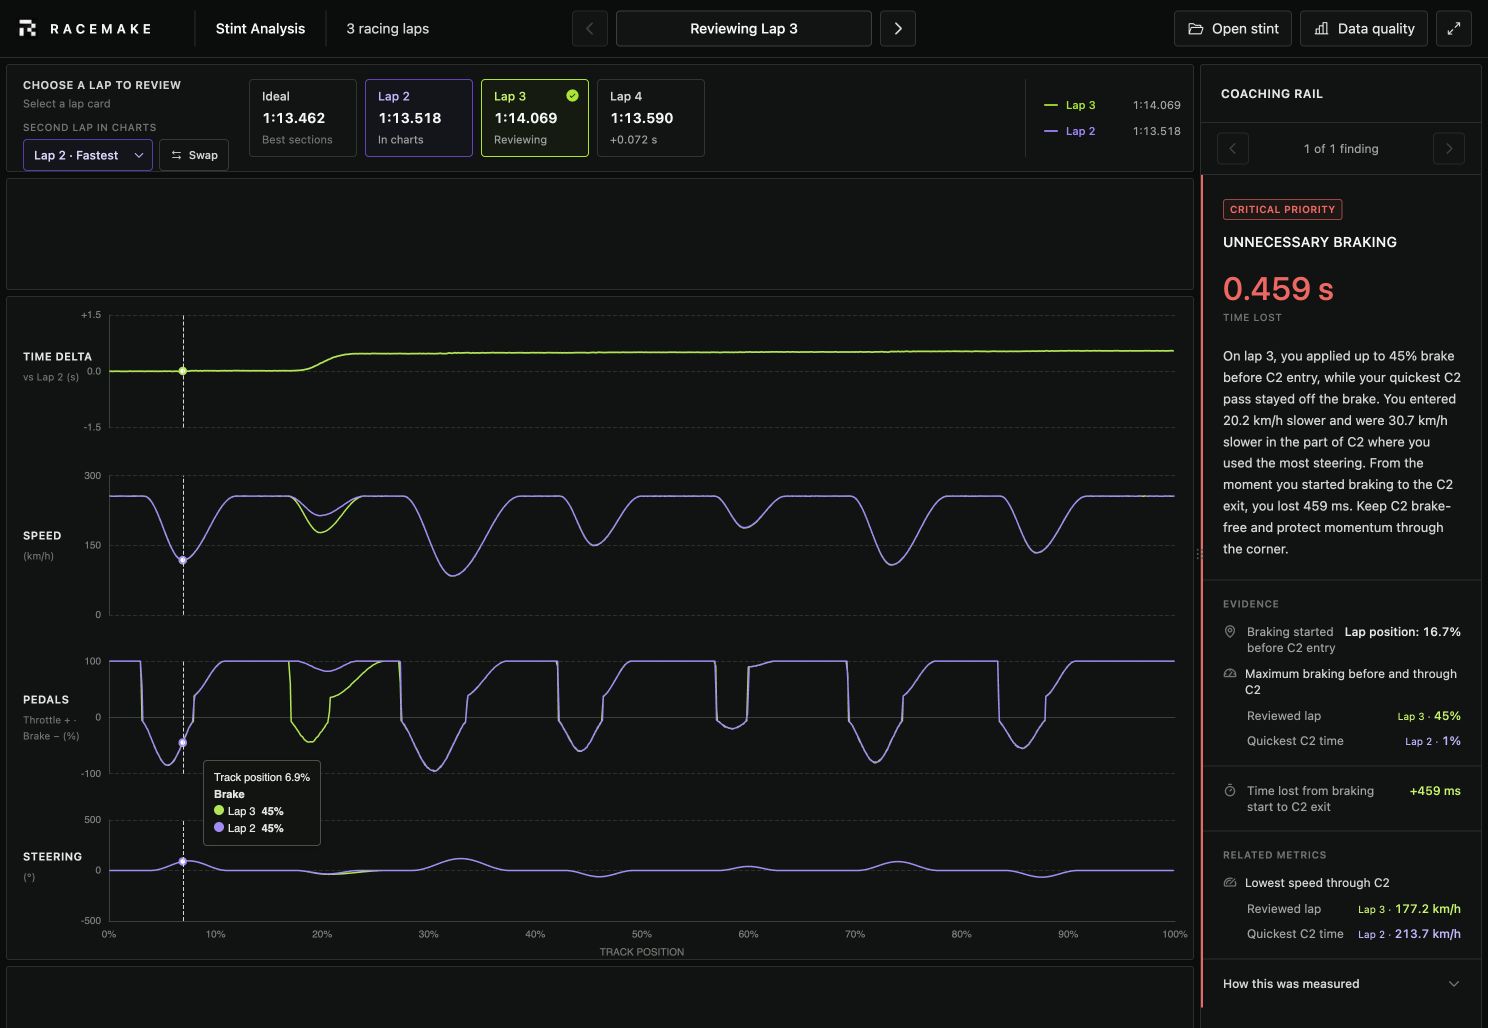 RACEMAKE
Stint Analysis
3 racing laps
Reviewing Lap 3
Open stint
Data quality
CHOOSE A LAP TO REVIEW
Select a lap card
SECOND LAP IN CHARTS
Lap 2 · Fastest
Swap
Ideal
1:13.462
Best sections
Lap 2
1:13.518
In charts
Lap 3
1:14.069
Reviewing
Lap 4
1:13.590
+0.072 s
Lap 3 1:14.069
Lap 2 1:13.518
TIME DELTA
vs Lap 2 (s)
+1.5
0.0
-1.5
SPEED
(km/h)
300
150
0
PEDALS
Throttle + ·
Brake − (%)
100
0
-100
Track position 6.9%
Brake
Lap 3 45%
Lap 2 45%
STEERING
(°)
500
0
-500
0% 10% 20% 30% 40% 50% 60% 70% 80% 90% 100%
TRACK POSITION
COACHING RAIL
1 of 1 finding
CRITICAL PRIORITY
UNNECESSARY BRAKING
0.459 s
TIME LOST
On lap 3, you applied up to 45% brake
before C2 entry, while your quickest C2
pass stayed off the brake. You entered
20.2 km/h slower and were 30.7 km/h
slower in the part of C2 where you
used the most steering. From the
moment you started braking to the C2
exit, you lost 459 ms. Keep C2 brake-
free and protect momentum through
the corner.
EVIDENCE
Braking started Lap position: 16.7%
before C2 entry
Maximum braking before and through
C2
Reviewed lap Lap 3 · 45%
Quickest C2 time Lap 2 · 1%
Time lost from braking +459 ms
start to C2 exit
RELATED METRICS
Lowest speed through C2
Reviewed lap Lap 3 · 177.2 km/h
Quickest C2 time Lap 2 · 213.7 km/h
How this was measured